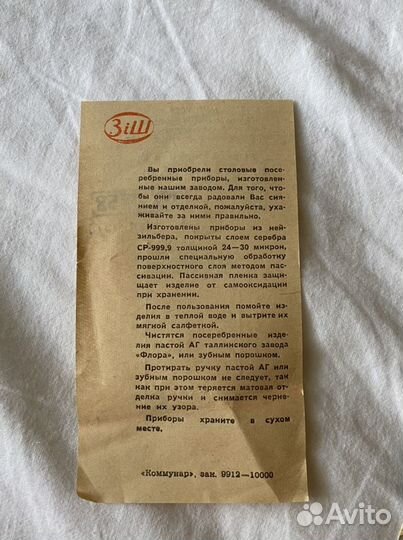 ЗіШ
Вы приобрели столовые посе-
ребренные приборы, изготовлен-
ные нашим заводом. Для того, что-
бы они всегда радовали Вас сия-
нием и отделкой, пожалуйста, уха-
живайте за ними правильно.
Изготовлены приборы из ней-
зильбера, покрыты слоем серебра
СР-999,9 толщиной 24—30 микрон,
прошли специальную обработку
поверхностного слоя методом пас-
сивации. Пассивная пленка защи-
щает изделие от самооксидации
при хранении.
После пользования помойте из-
делия в теплой воде и вытрите их
мягкой салфеткой.
Чистятся посеребренные изде-
лия пастой АГ таллинского завода
«Флора», или зубным порошком.
Протирать ручку пастой АГ или
зубным порошком не следует, так
как при этом теряется матовая от-
делка ручки и снимается черне-
ние их узора.
Приборы храните в сухом
месте.
«Коммунар», зак. 9912—10000
Avito